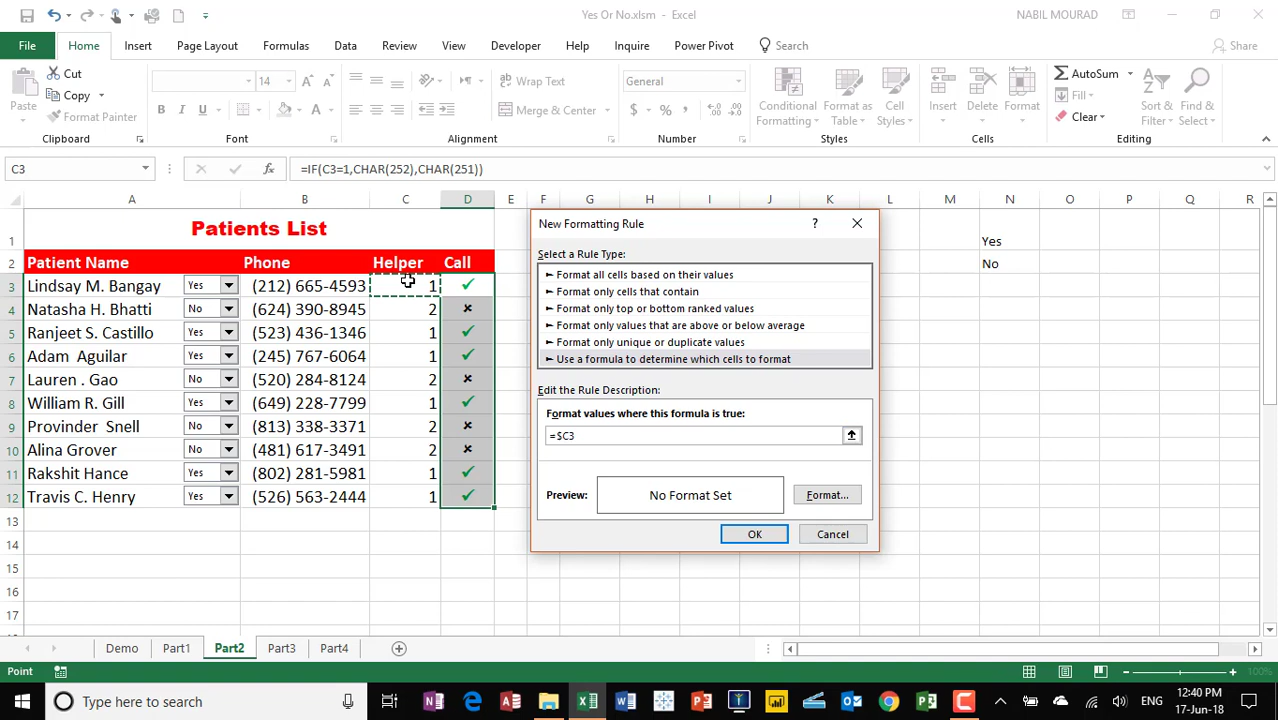 Yes Or No.xlsm - Excel
NABIL MOURAD
File
Home
Insert
Page Layout
Formulas
Data
Review
View
Developer
Help
Inquire
Power Pivot
Search
Share
Paste
Cut
Copy
Format Painter
Clipboard
14
B I U
Font
Wrap Text
Merge & Center
Alignment
General
$ % ,
Number
Conditional Formatting
Format as Table
Cell Styles
Styles
Insert
Delete
Format
Cells
AutoSum
Fill
Clear
Sort & Filter
Find & Select
Editing
C3
fx
=IF(C3=1,CHAR(252),CHAR(251))
A B C D E F G H I J K L M N O P Q R
1 Patients List
2 Patient Name Phone Helper Call
3 Lindsay M. Bangay Yes (212) 665-4593 1 ✓
4 Natasha H. Bhatti No (624) 390-8945 2 ✗
5 Ranjeet S. Castillo Yes (523) 436-1346 1 ✓
6 Adam  Guilar Yes (245) 767-6064 1 ✓
7 Lauren . Gao No (520) 284-8124 2 ✗
8 William R. Gill Yes (649) 228-7799 1 ✓
9 Provinder  Snell No (813) 338-3371 2 ✗
10 Alina Grover No (481) 617-3491 2 ✗
11 Rakshit Hance Yes (802) 281-5981 1 ✓
12 Travis C. Henry Yes (526) 563-2444 1 ✓
13
14
15
16
17
Yes
No
New Formatting Rule
?
Select a Rule Type:
► Format all cells based on their values
► Format only cells that contain
► Format only top or bottom ranked values
► Format only values that are above or below average
► Format only unique or duplicate values
► Use a formula to determine which cells to format
Edit the Rule Description:
Format values where this formula is true:
=$C3
Preview:
No Format Set
Format...
OK
Cancel
Demo
Part1
Part2
Part3
Part4
Point
100%
Type here to search
ENG
12:40 PM
17-Jun-18